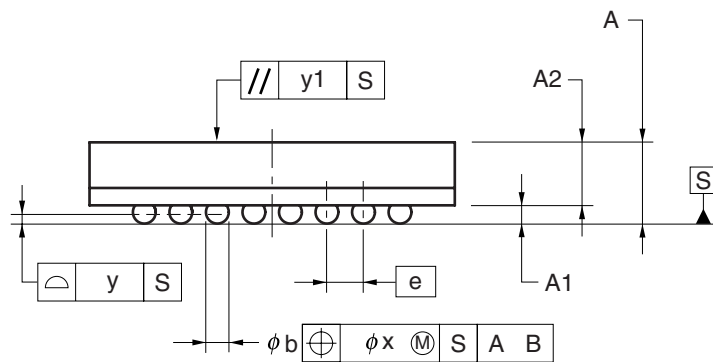 A
// y1 S
A2
S
⌓ y S
e
A1
ϕb ⌖ ϕx Ⓜ S A B